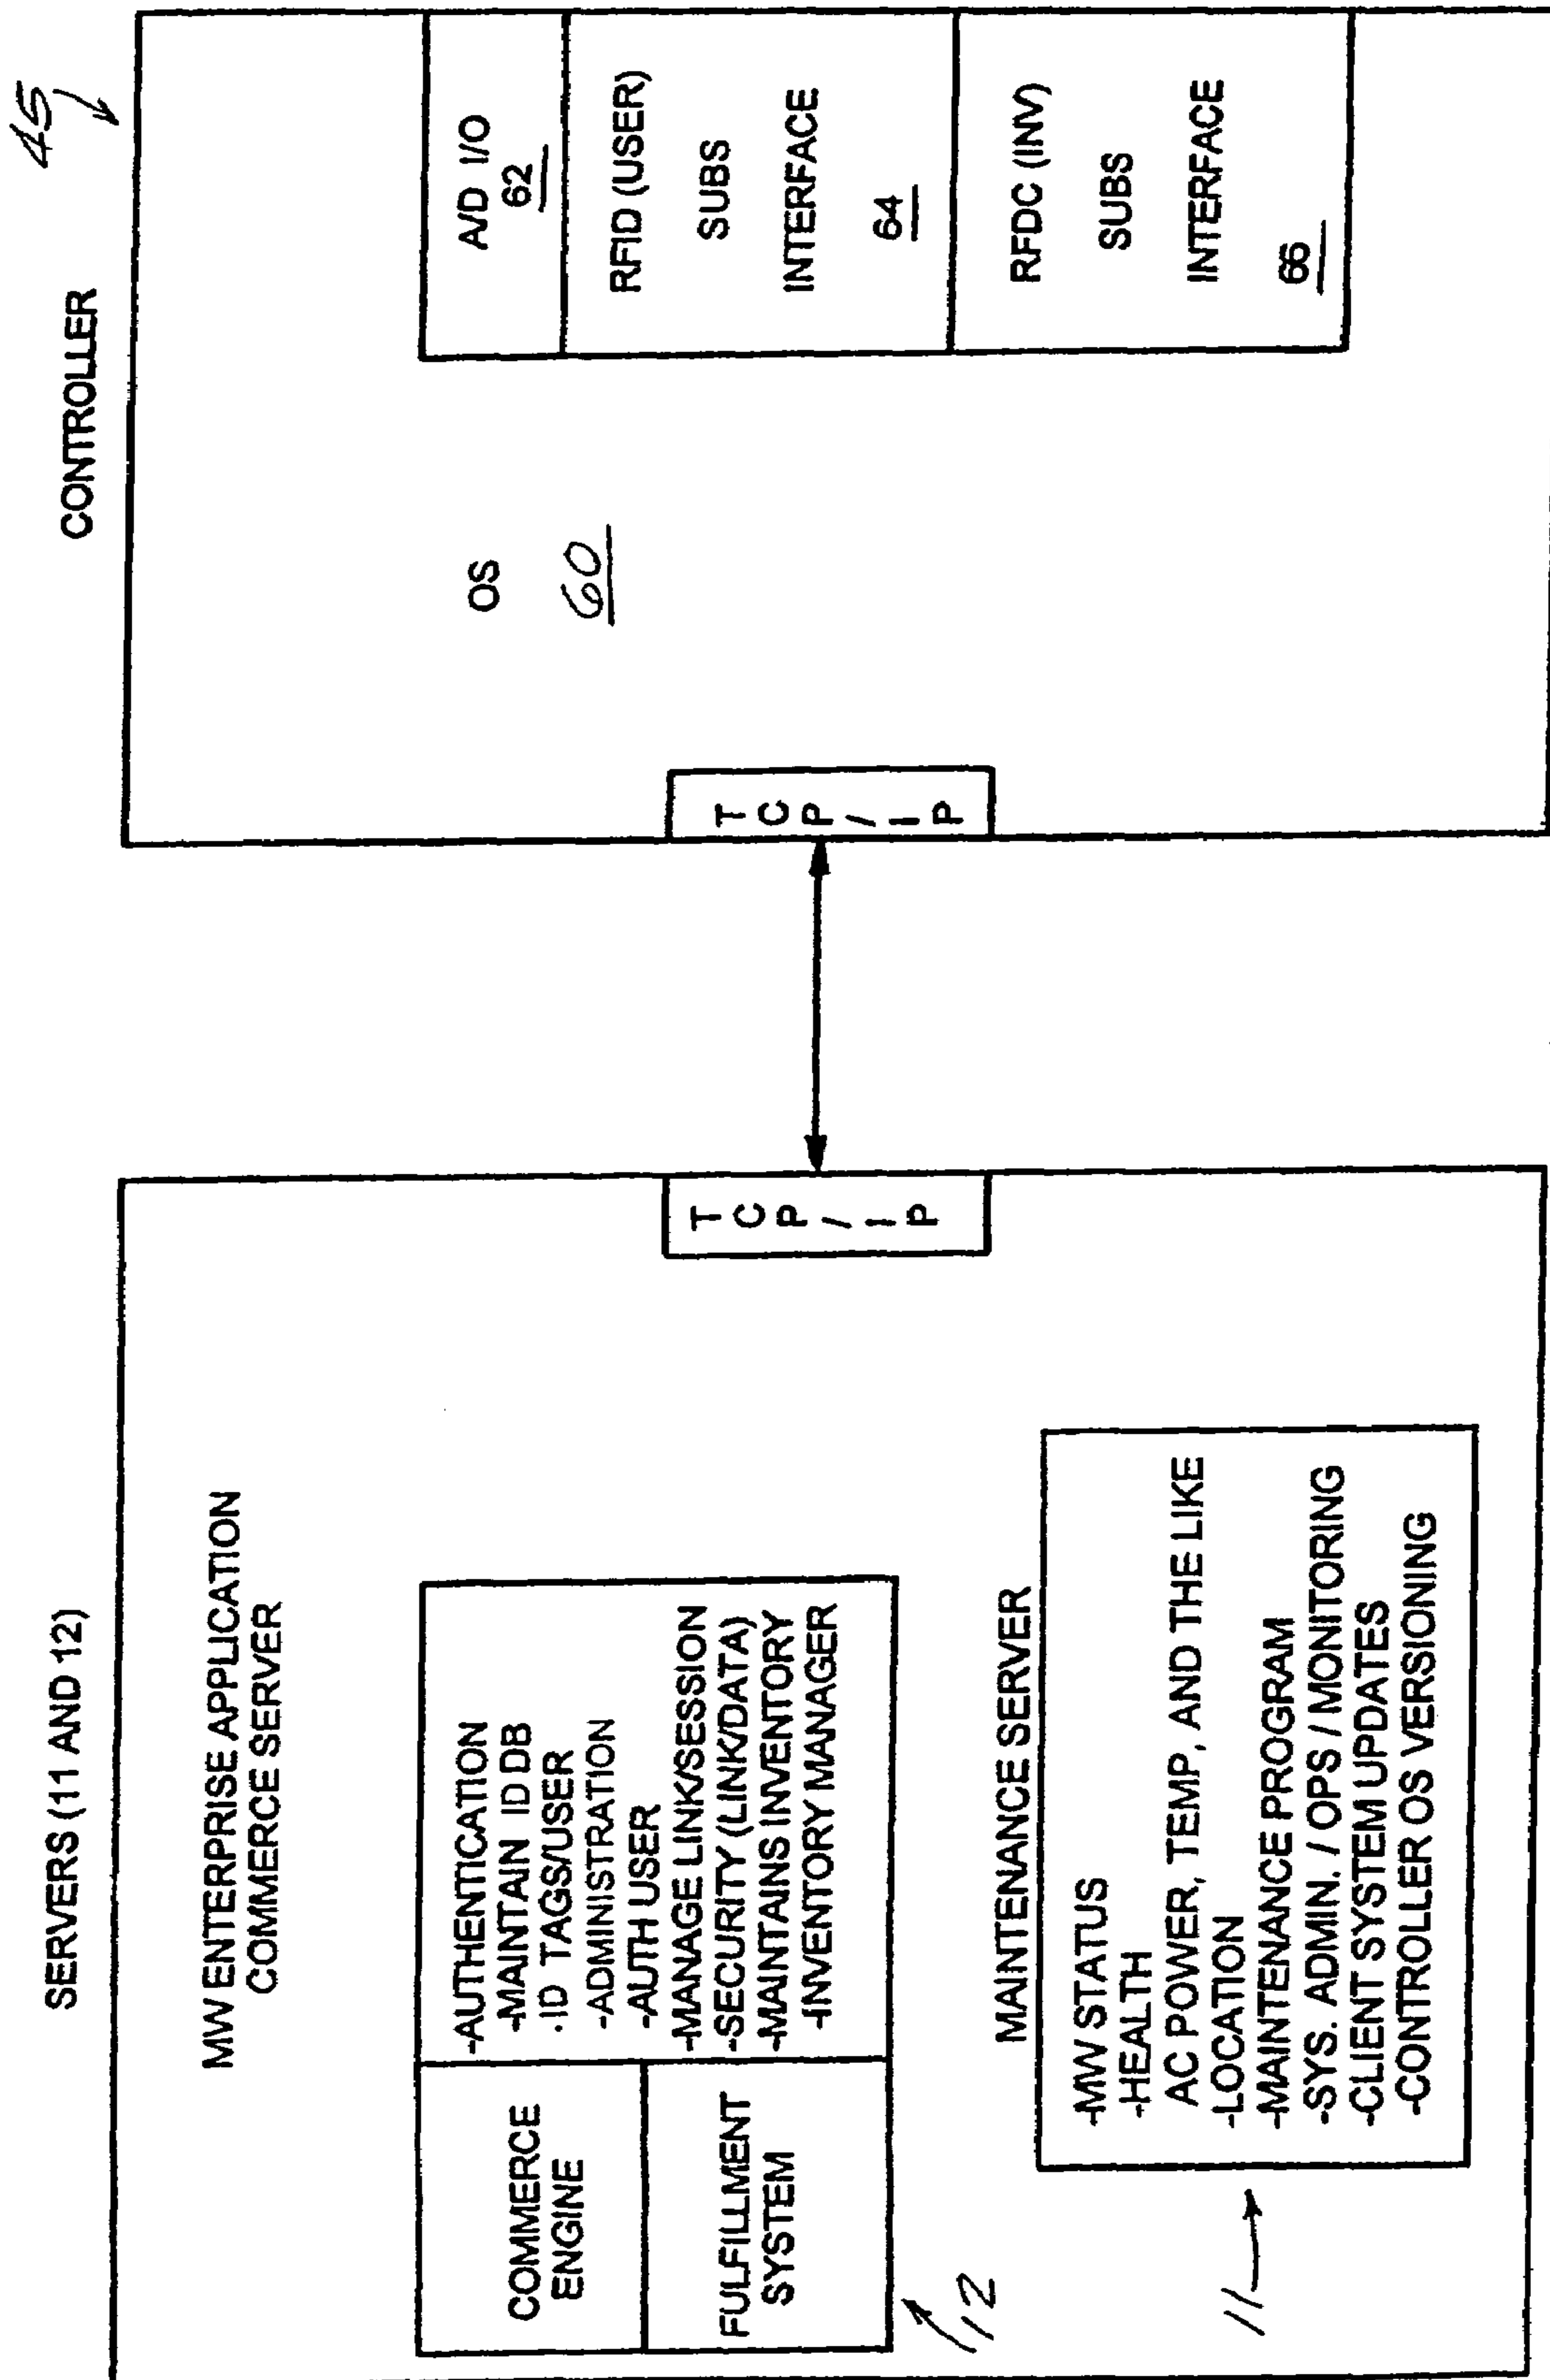 SERVERS (11 AND 12)
MW ENTERPRISE APPLICATION
COMMERCE SERVER
COMMERCE
ENGINE
FULFILLMENT
SYSTEM
-AUTHENTICATION
-MAINTAIN ID DB
·ID TAGS/USER
-ADMINISTRATION
-AUTH USER
-MANAGE LINK/SESSION
-SECURITY (LINK/DATA)
-MAINTAINS INVENTORY
-INVENTORY MANAGER
12
MAINTENANCE SERVER
-MW STATUS
-HEALTH
AC POWER, TEMP, AND THE LIKE
-LOCATION
-MAINTENANCE PROGRAM
-SYS. ADMIN. / OPS / MONITORING
-CLIENT SYSTEM UPDATES
-CONTROLLER OS VERSIONING
11
TCP/IP
TCP/IP
CONTROLLER
45
OS
60
A/D I/O
62
RFID (USER)
SUBS
INTERFACE
64
RFDC (INV)
SUBS
INTERFACE
66